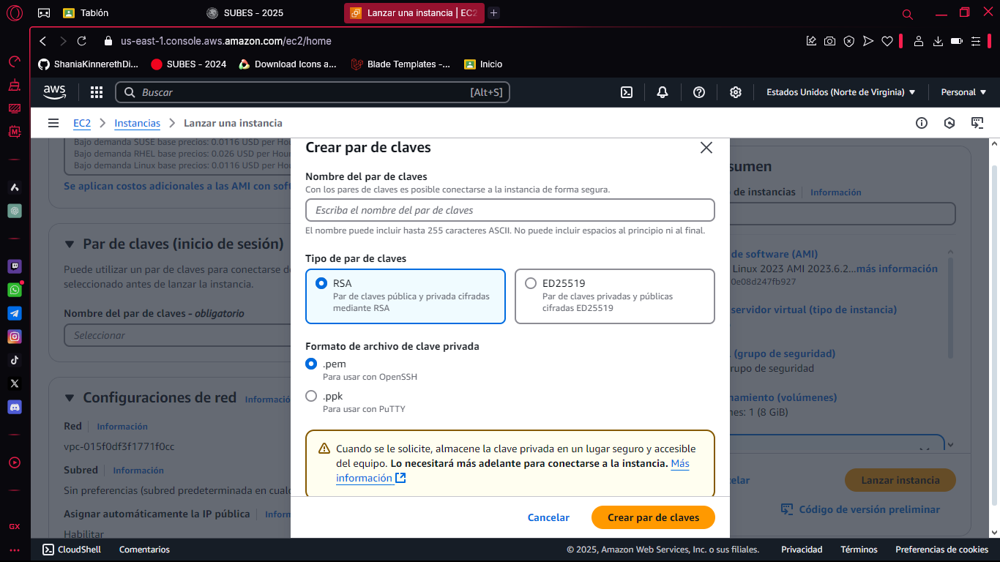 Tablón
SUBES - 2025
Lanzar una instancia | EC2
us-east-1.console.aws.amazon.com/ec2/home
ShaniaKinnerethDi...
SUBES - 2024
Download Icons a...
Blade Templates -...
Inicio
aws
Buscar
[Alt+S]
Estados Unidos (Norte de Virginia)
Personal
EC2
Instancias
Lanzar una instancia
Bajo demanda SUSE base precios: 0.0116 USD per Hou
Bajo demanda RHEL base precios: 0.026 USD per Hour
Bajo demanda Linux base precios: 0.0116 USD per Ho
Se aplican costos adicionales a las AMI con soft
Par de claves (inicio de sesión)
Puede utilizar un par de claves para conectarse de
seleccionado antes de lanzar la instancia.
Nombre del par de claves - obligatorio
Seleccionar
Configuraciones de red
Informació
Red
Información
vpc-015f0df3f1771f0cc
Subred
Información
Sin preferencias (subred predeterminada en cualq
Asignar automáticamente la IP pública
Inform
Habilitar
Crear par de claves
Nombre del par de claves
Con los pares de claves es posible conectarse a la instancia de forma segura.
Escriba el nombre del par de claves
El nombre puede incluir hasta 255 caracteres ASCII. No puede incluir espacios al principio ni al final.
Tipo de par de claves
RSA
Par de claves pública y privada cifradas
mediante RSA
ED25519
Par de claves privadas y públicas
cifradas ED25519
Formato de archivo de clave privada
.pem
Para usar con OpenSSH
.ppk
Para usar con PuTTY
Cuando se le solicite, almacene la clave privada en un lugar seguro y accesible
del equipo. Lo necesitará más adelante para conectarse a la instancia. Más
información
Cancelar
Crear par de claves
sumen
de instancias
Información
de software (AMI)
Linux 2023 AMI 2023.6.2...más información
0e08d247fb927
servidor virtual (tipo de instancia)
(grupo de seguridad)
rupo de seguridad
namiento (volúmenes)
nes: 1 (8 GiB)
elar
Lanzar instancia
Código de versión preliminar
GX
CloudShell
Comentarios
© 2025, Amazon Web Services, Inc. o sus filiales.
Privacidad
Términos
Preferencias de cookies